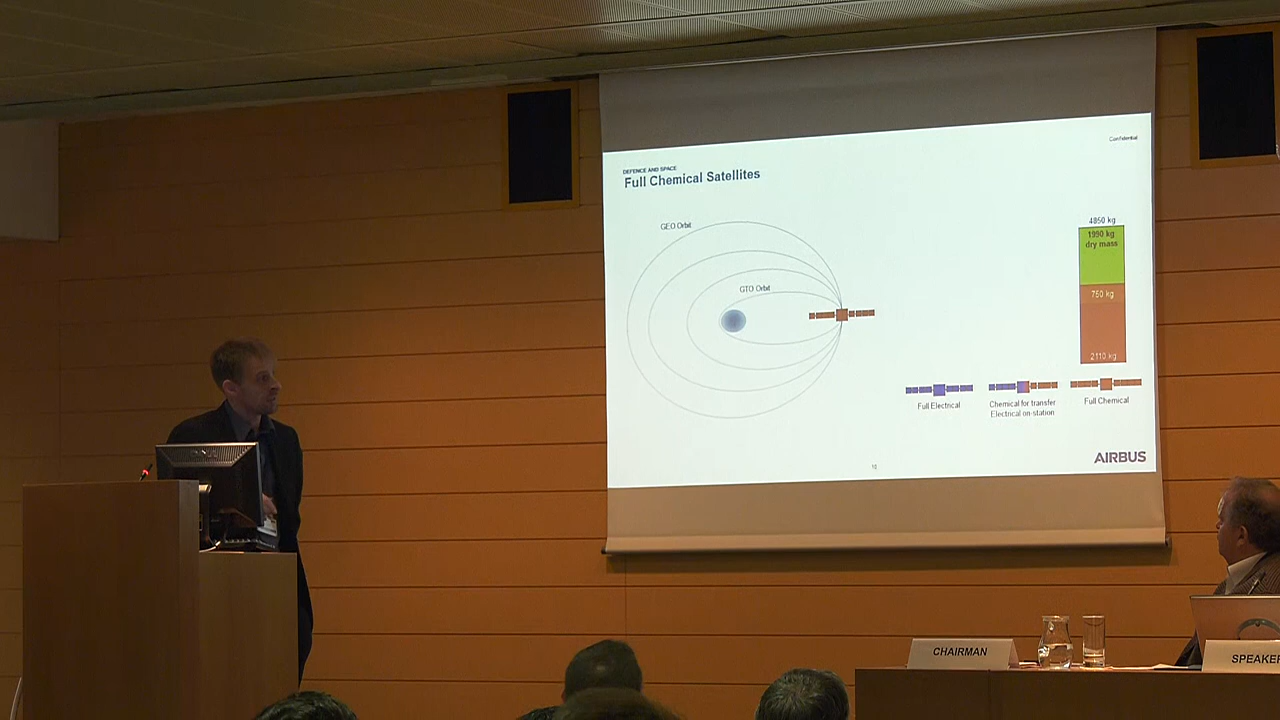 Confidential
DEFENCE AND SPACE
Full Chemical Satellites
GEO Orbit
GTO Orbit
4850 kg
1990 kg
dry mass
750 kg
2110 kg
Full Electrical
Chemical for transfer
Electrical on-station
Full Chemical
AIRBUS
CHAIRMAN
SPEAKER